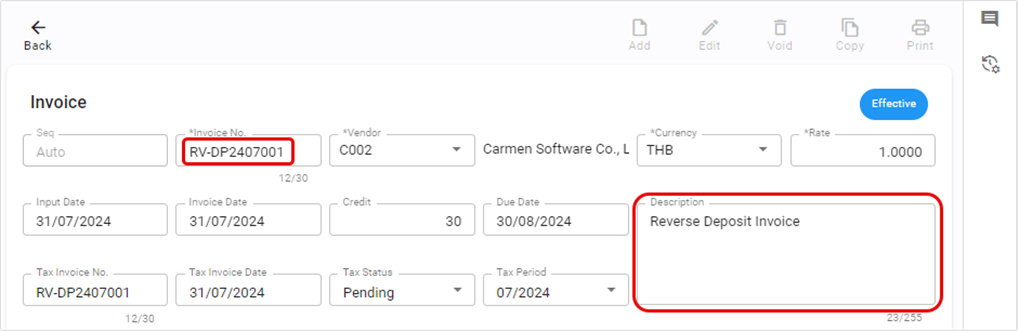 Back
Add Edit Void Copy Print
Invoice
Effective
Seq *Invoice No. *Vendor *Currency *Rate
Auto RV-DP2407001 C002 Carmen Software Co., L THB 1.0000
12/30
Input Date Invoice Date Credit Due Date Description
31/07/2024 31/07/2024 30 30/08/2024 Reverse Deposit Invoice
Tax Invoice No. Tax Invoice Date Tax Status Tax Period
RV-DP2407001 31/07/2024 Pending 07/2024
12/30 23/255